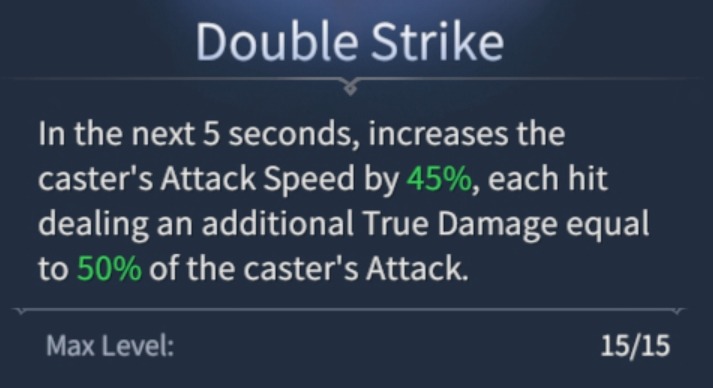 Double Strike
In the next 5 seconds, increases the
caster's Attack Speed by 45%, each hit
dealing an additional True Damage equal
to 50% of the caster's Attack.
Max Level: 15/15